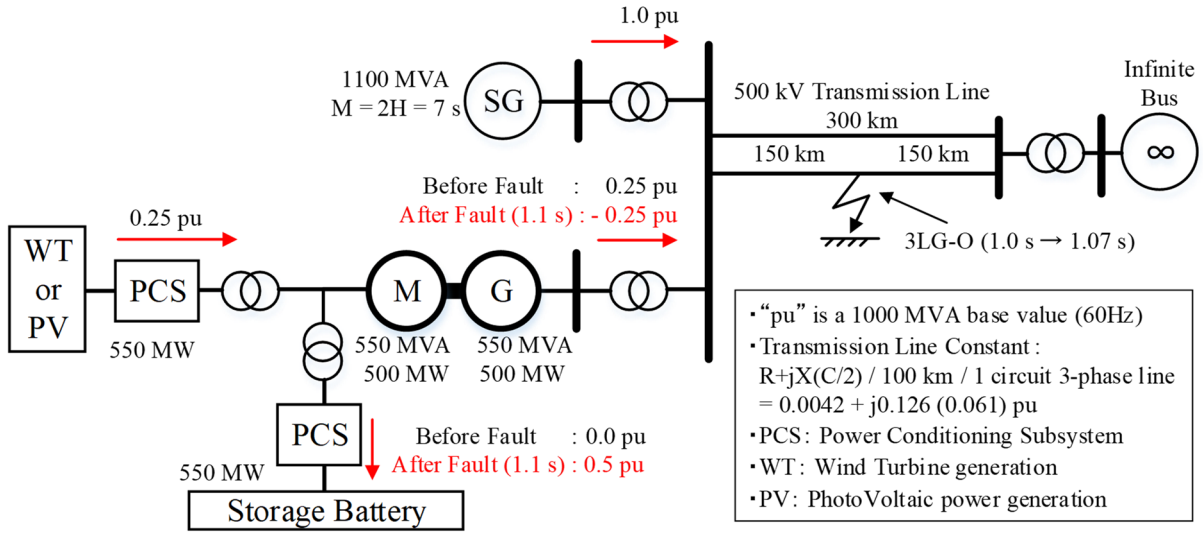 1.0 pu
1100 MVA
M = 2H = 7 s
SG
500 kV Transmission Line
300 km
150 km
150 km
Infinite
Bus
∞
3LG-O (1.0 s → 1.07 s)
Before Fault : 0.25 pu
After Fault (1.1 s) : - 0.25 pu
0.25 pu
WT
or
PV
PCS
550 MW
M
G
550 MVA
500 MW
550 MVA
500 MW
PCS
550 MW
Before Fault : 0.0 pu
After Fault (1.1 s) : 0.5 pu
Storage Battery
・“pu” is a 1000 MVA base value (60Hz)
・Transmission Line Constant :
R+jX(C/2) / 100 km / 1 circuit 3-phase line
= 0.0042 + j0.126 (0.061) pu
・PCS : Power Conditioning Subsystem
・WT : Wind Turbine generation
・PV : PhotoVoltaic power generation